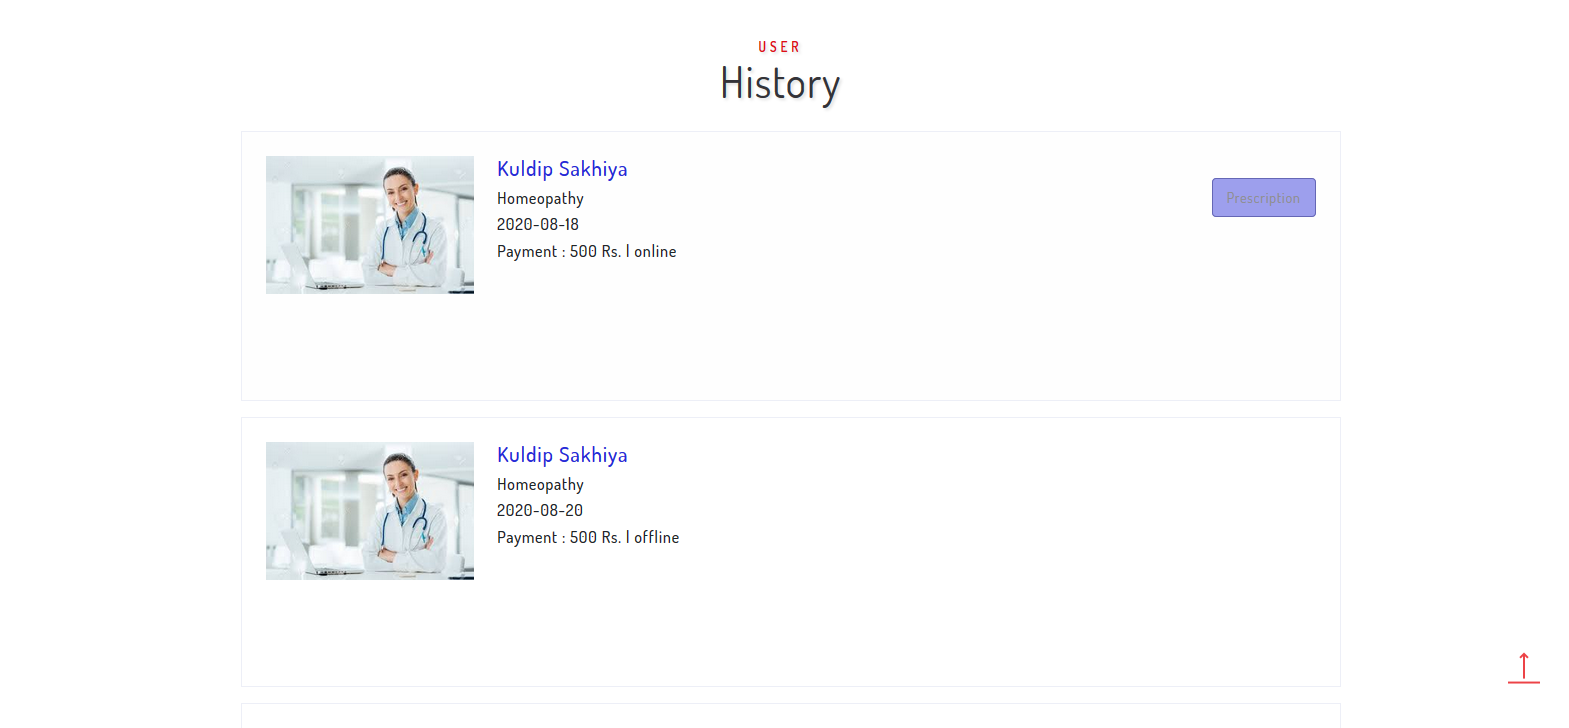 USER
History
Kuldip Sakhiya
Homeopathy
2020-08-18
Payment : 500 Rs. | online
Prescription
Kuldip Sakhiya
Homeopathy
2020-08-20
Payment : 500 Rs. | offline